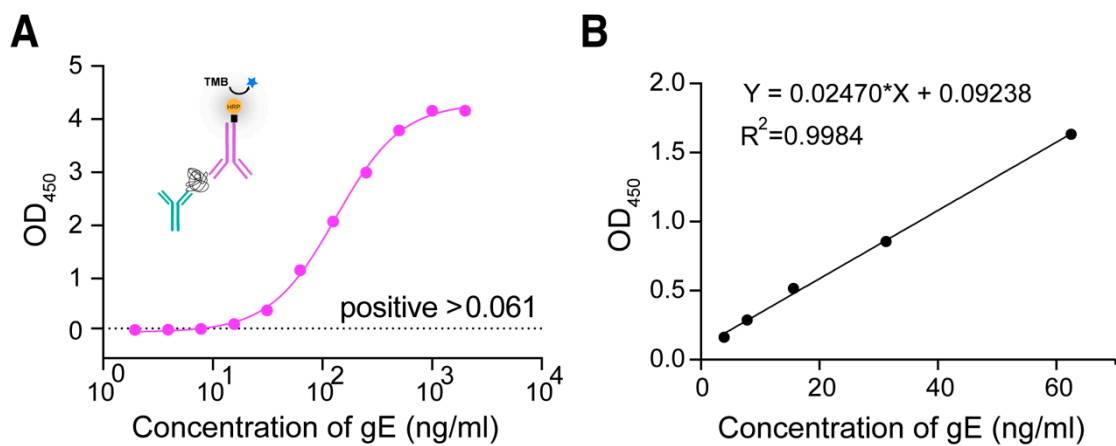 A
5
4
3
2
1
0
OD450
TMB
HRP
positive >0.061
10^0
10^1
10^2
10^3
10^4
Concentration of gE (ng/ml)
B
2.0
1.5
1.0
0.5
0.0
OD450
Y = 0.02470*X + 0.09238
R^2=0.9984
0
20
40
60
Concentration of gE (ng/ml)